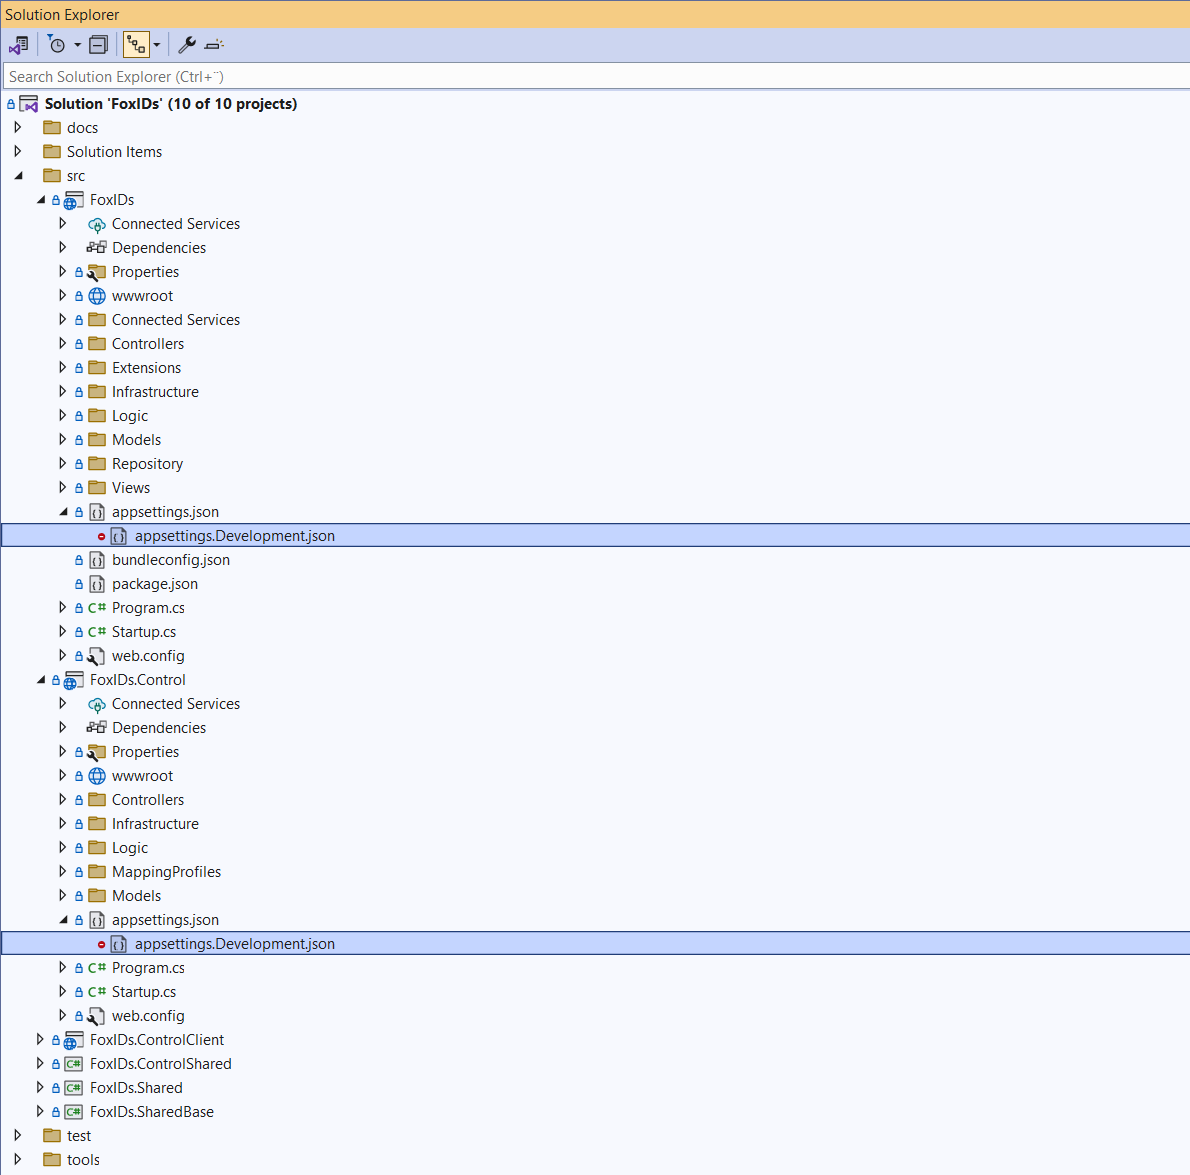 Solution Explorer
Search Solution Explorer (Ctrl+¨)
Solution 'FoxIDs' (10 of 10 projects)
docs
Solution Items
src
FoxIDs
Connected Services
Dependencies
Properties
wwwroot
Connected Services
Controllers
Extensions
Infrastructure
Logic
Models
Repository
Views
appsettings.json
appsettings.Development.json
bundleconfig.json
package.json
C# Program.cs
C# Startup.cs
web.config
FoxIDs.Control
Connected Services
Dependencies
Properties
wwwroot
Controllers
Infrastructure
Logic
MappingProfiles
Models
appsettings.json
appsettings.Development.json
C# Program.cs
C# Startup.cs
web.config
FoxIDs.ControlClient
C# FoxIDs.ControlShared
C# FoxIDs.Shared
C# FoxIDs.SharedBase
test
tools